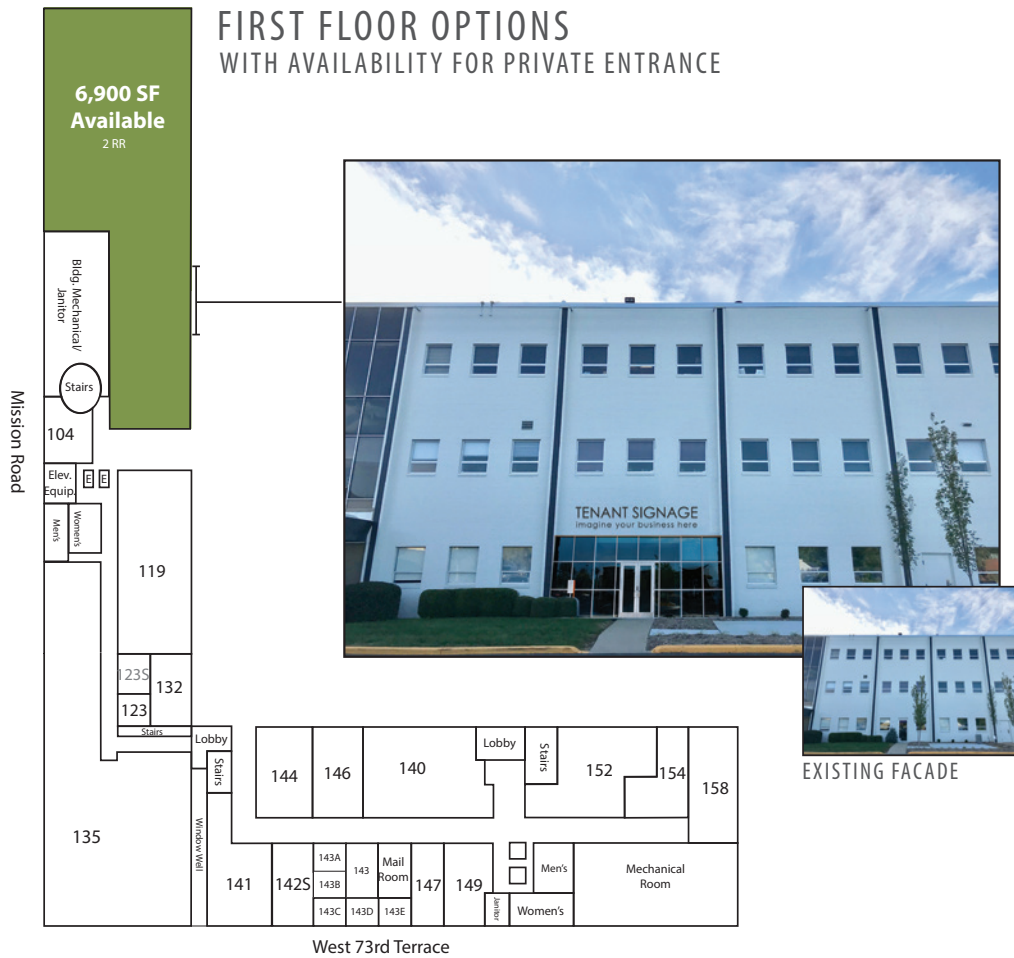 FIRST FLOOR OPTIONS
WITH AVAILABILITY FOR PRIVATE ENTRANCE
6,900 SF
Available
2 RR
Bldg. Mechanical/
Janitor
Stairs
Mission Road
104
Elev.
Equip.
E
E
Men's
Women's
119
123S
132
123
Stairs
135
Lobby
Stairs
Window Well
TENANT SIGNAGE
imagine your business here
EXISTING FACADE
144
146
140
Lobby
Stairs
152
154
158
141
142S
143A
143B
143C
143
143D
Mail
Room
143E
147
149
Janitor
Men's
Women's
Mechanical
Room
West 73rd Terrace